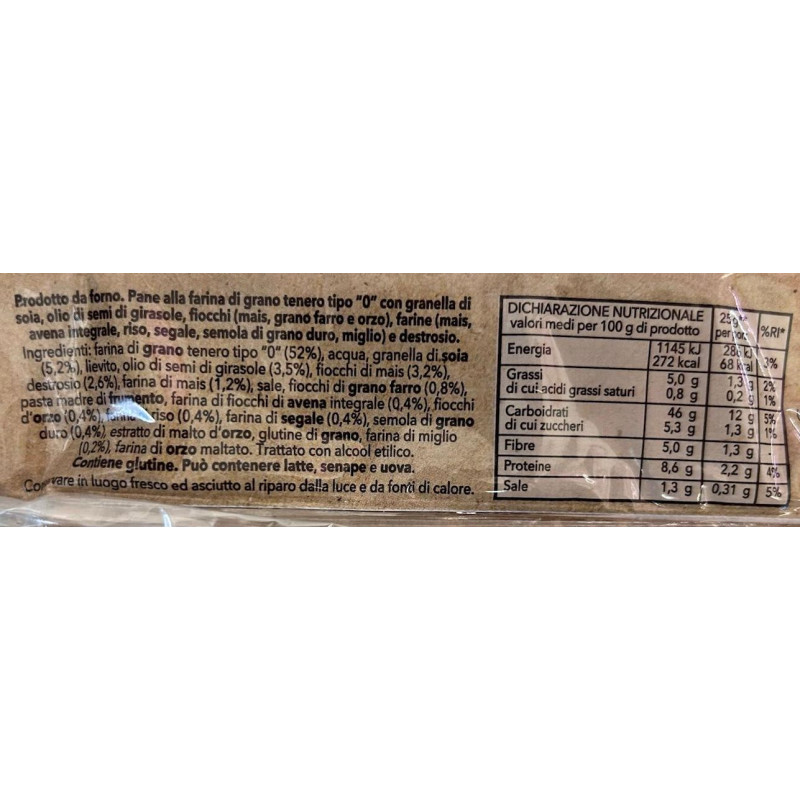 Prodotto da forno. Pane alla farina di grano tenero tipo "0" con granella di
soia, olio di semi di girasole, fiocchi (mais, grano farro e orzo), farine (mais,
avena integrale, riso, segale, semola di grano duro, miglio) e destrosio.
Ingredienti: farina di grano tenero tipo "0" (52%), acqua, granella di soia
(5,2%), lievito, olio di semi di girasole (3,5%), fiocchi di mais (3,2%),
destrosio (2,6%), farina di mais (1,2%), sale, fiocchi di grano farro (0,8%),
pasta madre di frumento, farina di fiocchi di avena integrale (0,4%), fiocchi
d'orzo (0,4%), riso (0,4%), farina di segale (0,4%), semola di grano
duro (0,4%), estratto di malto d'orzo, glutine di grano, farina di miglio
(0,2%), farina di orzo maltato. Trattato con alcool etilico.
Contiene glutine. Può contenere latte, senape e uova.
in luogo fresco ed asciutto al riparo dalla luce e da fonti di calore.
DICHIARAZIONE NUTRIZIONALE
valori medi per 100 g di prodotto
25g**
per por.
%RI*
Energia 1145 kJ kJ
272 kcal 68 kcal 3%
Grassi 5,0 g 1,3 g 2%
di cui acidi grassi saturi 0,8 g 0,2 g 1%
Carboidrati 46 g 12 g 5%
di cui zuccheri 5,3 g 1,3 g 1%
Fibre 5,0 g 1,3 g -
Proteine 8,6 g 2,2 g 4%
Sale 1,3 g 0,31 g 5%